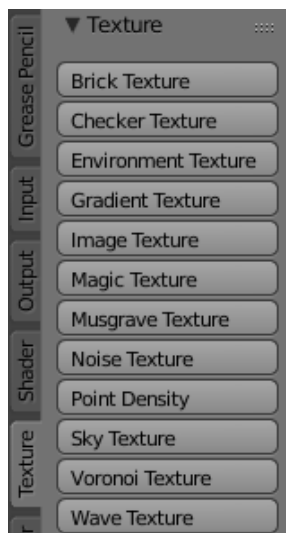 Texture
Brick Texture
Checker Texture
Environment Texture
Gradient Texture
Image Texture
Magic Texture
Musgrave Texture
Noise Texture
Point Density
Sky Texture
Voronoi Texture
Wave Texture
Grease Pencil
Input
Output
Shader
Texture